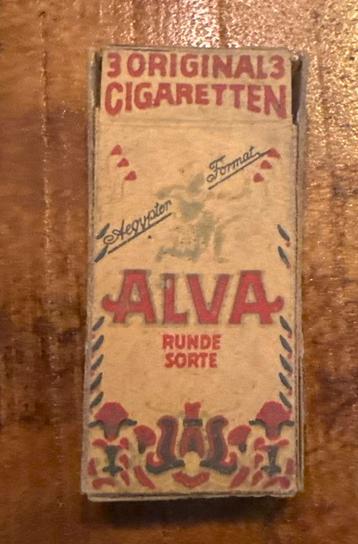 3 ORIGINAL 3
CIGARETTEN
Aegypter Format
ALVA
RUNDE
SORTE